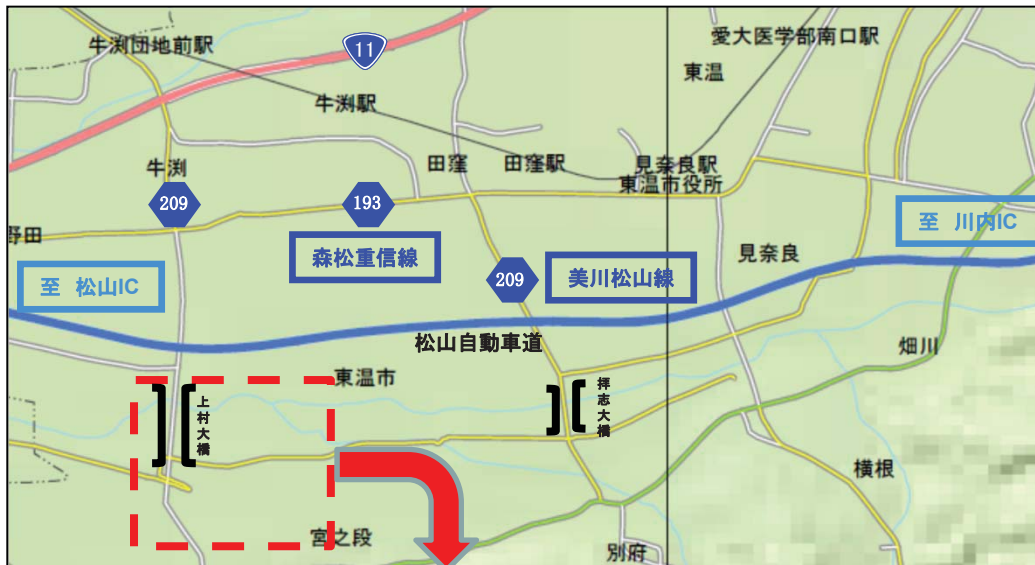 牛渕団地前駅
11
愛大医学部南口駅
東温
牛渕駅
牛渕
田窪
田窪駅
見奈良駅
東温市役所
209
193
野田
至 川内IC
森松重信線
見奈良
至 松山IC
209
美川松山線
松山自動車道
畑川
東温市
上村大橋
拝志大橋
横根
宮之段
別府